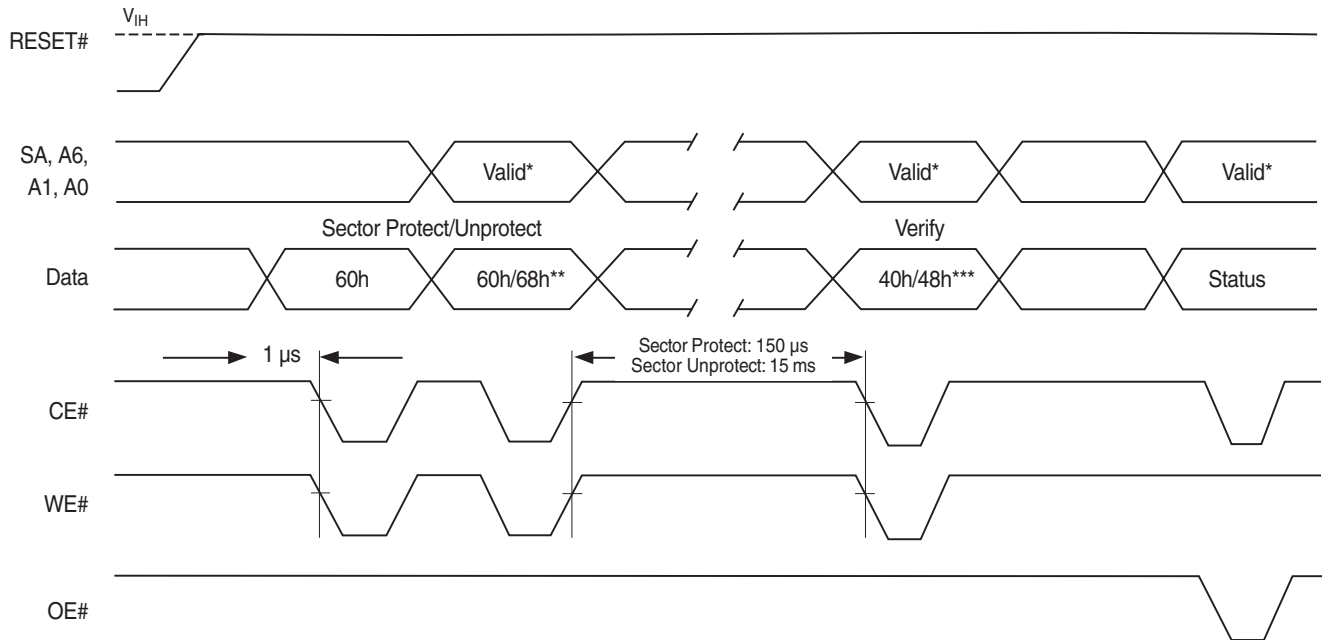 V_IH
RESET#
SA, A6,
A1, A0
Valid*
Valid*
Valid*
Sector Protect/Unprotect
Verify
Data
60h
60h/68h**
40h/48h***
Status
1 µs
Sector Protect: 150 µs
Sector Unprotect: 15 ms
CE#
WE#
OE#